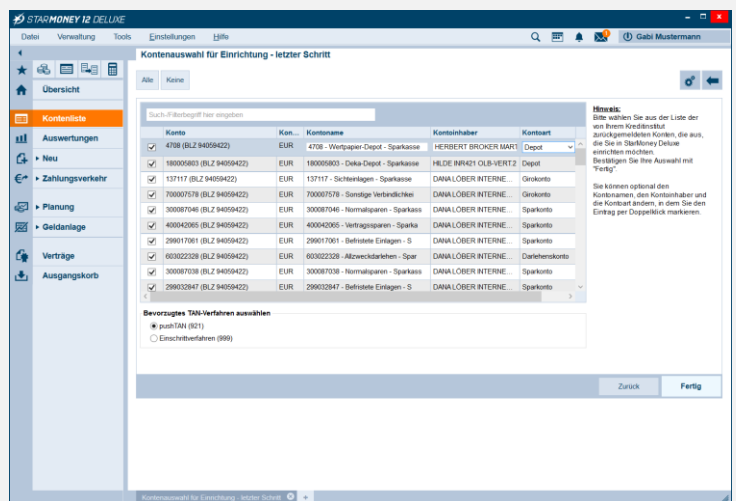 STARMONEY 12 DELUXE
Datei Verwaltung Tools Einstellungen Hilfe Gabi Mustermann
Kontenauswahl für Einrichtung - letzter Schritt
Alle Keine
Übersicht
Kontenliste
Auswertungen
Neu
Zahlungsverkehr
Planung
Geldanlage
Verträge
Ausgangskorb
Such-/Filterbegriff hier eingeben
Konto Kon... Kontoname Kontoinhaber Kontoart
4708 (BLZ 94059422) EUR 4708 - Wertpapier-Depot - Sparkasse HERBERT BROKER MART Depot
180005803 (BLZ 94059422) EUR 180005803 - Deka-Depot - Sparkasse HILDE INR421 OLB-VERT.2 Depot
137117 (BLZ 94059422) EUR 137117 - Sichteinlagen - Sparkasse DANA LÖBER INTERNE... Girokonto
700007578 (BLZ 94059422) EUR 700007578 - Sonstige Verbindlichkei DANA LÖBER INTERNE... Girokonto
300087046 (BLZ 94059422) EUR 300087046 - Normalsparen - Sparkass DANA LÖBER INTERNE... Sparkonto
400042065 (BLZ 94059422) EUR 400042065 - Vertragssparen - Sparka DANA LÖBER INTERNE... Sparkonto
299017061 (BLZ 94059422) EUR 299017061 - Befristete Einlagen - S DANA LÖBER INTERNE... Sparkonto
603022328 (BLZ 94059422) EUR 603022328 - Allzweckdarlehen - Spar DANA LÖBER INTERNE... Darlehenskonto
300087038 (BLZ 94059422) EUR 300087038 - Normalsparen - Sparkass DANA LÖBER INTERNE... Sparkonto
299032847 (BLZ 94059422) EUR 299032847 - Befristete Einlagen - S DANA LÖBER INTERNE... Sparkonto
Bevorzugtes TAN-Verfahren auswählen
pushTAN (921)
Einschrittverfahren (999)
Hinweis:
Bitte wählen Sie aus der Liste der
von Ihrem Kreditinstitut
zurückgemeldeten Konten, die aus,
die Sie in StarMoney Deluxe
einrichten möchten.
Bestätigen Sie Ihre Auswahl mit
"Fertig".
Sie können optional den
Kontonamen, den Kontoinhaber und
die Kontoart ändern, in dem Sie den
Eintrag per Doppelklick markieren.
Zurück Fertig
Kontenauswahl für Einrichtung - letzter Schritt